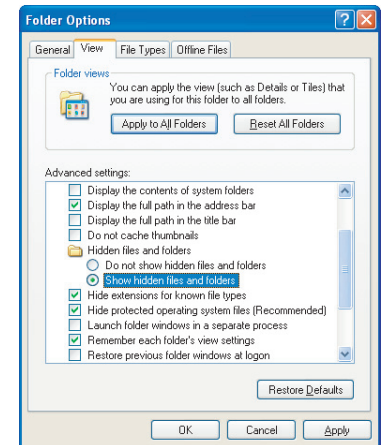 Folder Options
General View File Types Offline Files
Folder views
You can apply the view (such as Details or Tiles) that
you are using for this folder to all folders.
Apply to All Folders Reset All Folders
Advanced settings:
Display the contents of system folders
Display the full path in the address bar
Display the full path in the title bar
Do not cache thumbnails
Hidden files and folders
Do not show hidden files and folders
Show hidden files and folders
Hide extensions for known file types
Hide protected operating system files (Recommended)
Launch folder windows in a separate process
Remember each folder's view settings
Restore previous folder windows at logon
Restore Defaults
OK Cancel Apply